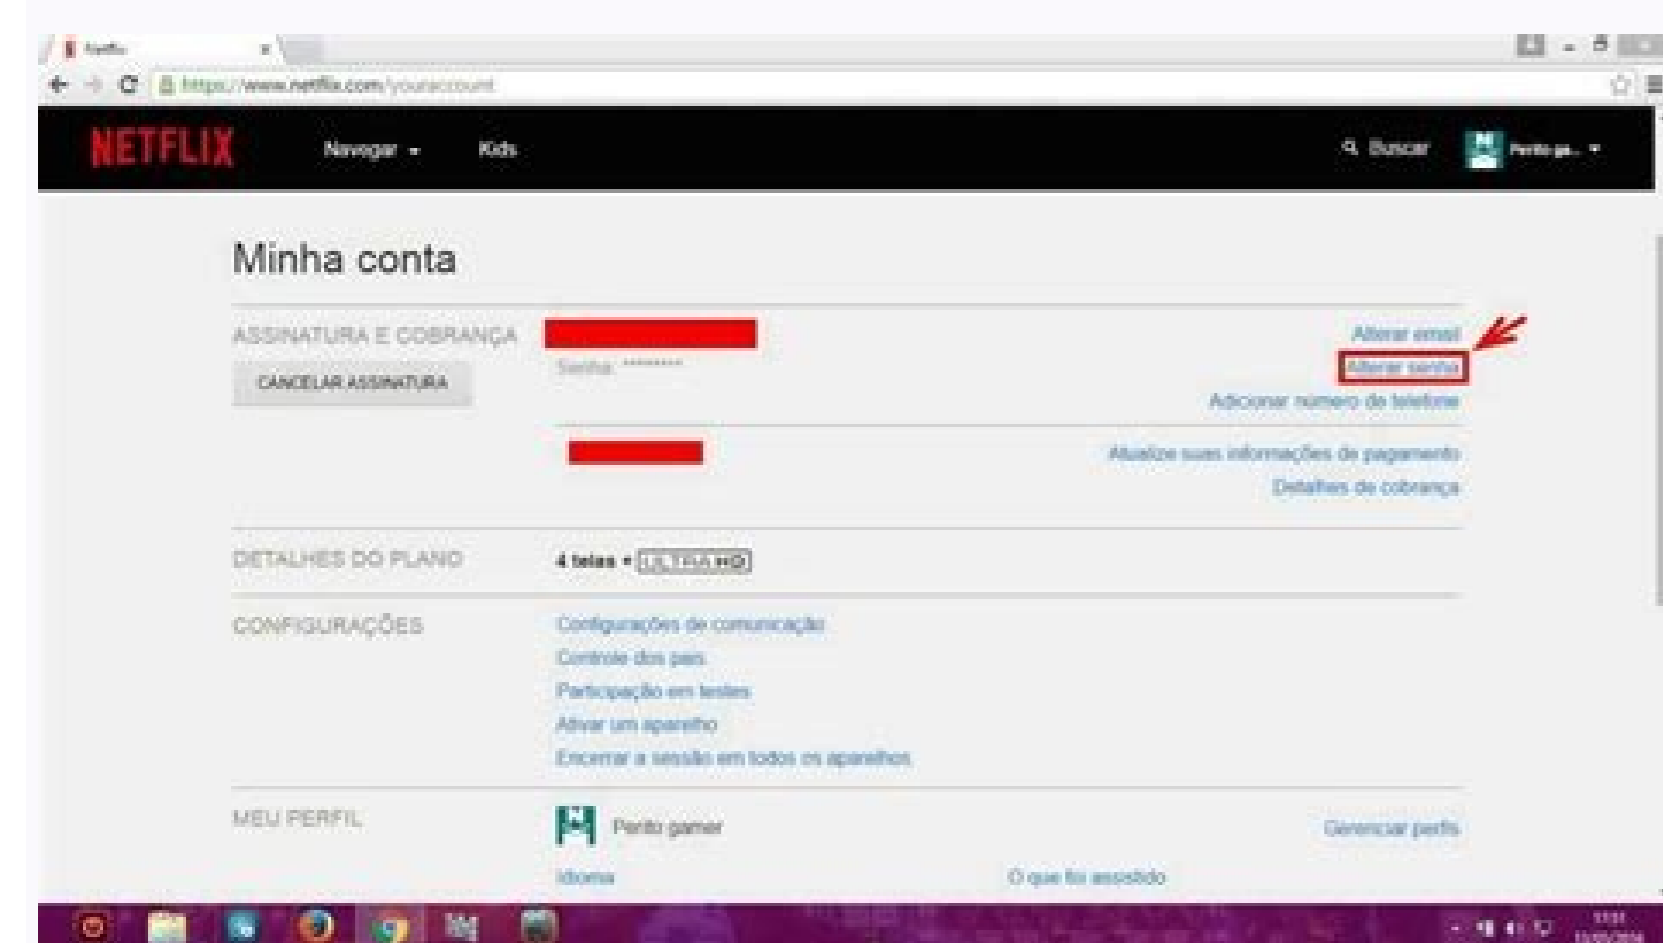 Netflix
https://www.netflix.com/youraccount
NETFLIX Navegar Kids Buscar Perito ga...
Minha conta
ASSINATURA E COBRANÇA Alterar email
CANCELAR ASSINATURA Senha: ******** Alterar senha
Adicionar número de telefone
Atualize suas informações de pagamento
Detalhes de cobrança
DETALHES DO PLANO 4 telas + ULTRA HD
CONFIGURAÇÕES Configurações de comunicação
Controle dos pais
Participação em testes
Ativar um aparelho
Encerrar a sessão em todos os aparelhos
MEU PERFIL Perito gamer Gerenciar perfis
Idioma O que foi assistido